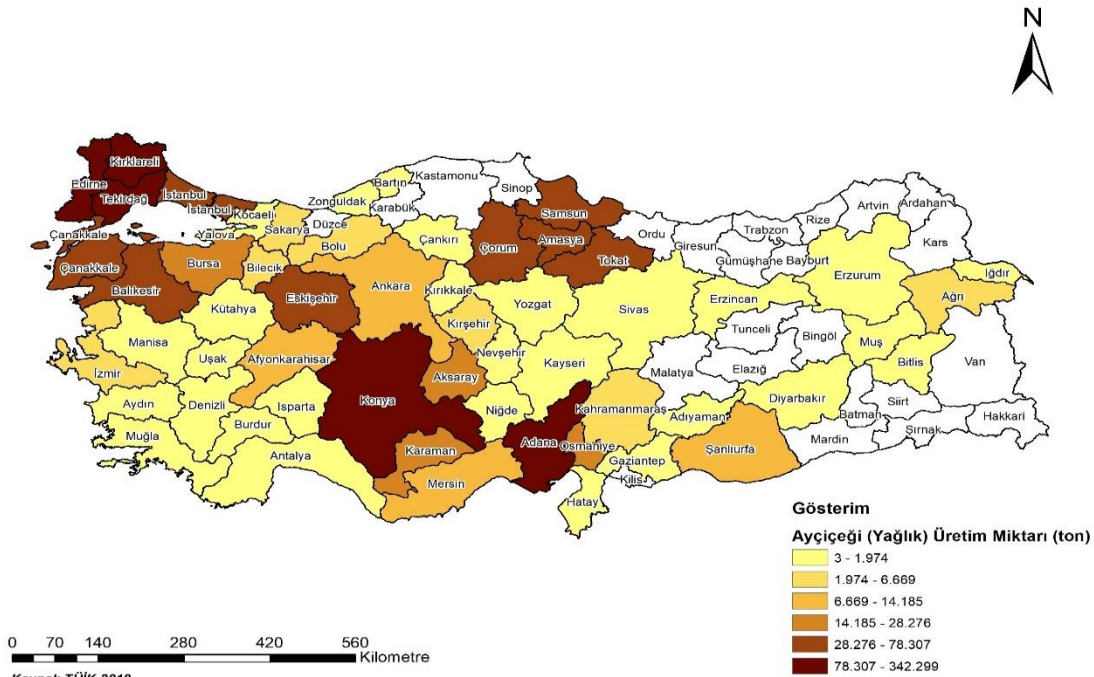 N
Kırklareli
Edirne
Tekirdağ
İstanbul
İstanbul
Kocaeli
Yalova
Çanakkale
Çanakkale
Balıkesir
Bursa
Bilecik
Sakarya
Düzce
Bolu
Zonguldak
Bartın
Karabük
Kastamonu
Sinop
Çankırı
Çorum
Samsun
Amasya
Tokat
Ordu
Giresun
Trabzon
Gümüşhane
Bayburt
Rize
Artvin
Ardahan
Kars
Iğdır
Ağrı
Erzurum
Erzincan
Tunceli
Bingöl
Muş
Bitlis
Van
Hakkari
Şırnak
Siirt
Batman
Mardin
Diyarbakır
Elazığ
Malatya
Sivas
Yozgat
Kırıkkale
Ankara
Eskişehir
Kütahya
Manisa
Uşak
Afyonkarahisar
İzmir
Aydın
Denizli
Muğla
Burdur
Isparta
Antalya
Konya
Aksaray
Kırşehir
Nevşehir
Kayseri
Niğde
Karaman
Mersin
Adana
Osmaniye
Kahramanmaraş
Adıyaman
Gaziantep
Kilis
Hatay
Şanlıurfa
Gösterim
Ayçiçeği (Yağlık) Üretim Miktarı (ton)
3 - 1.974
1.974 - 6.669
6.669 - 14.185
14.185 - 28.276
28.276 - 78.307
78.307 - 342.299
0 70 140 280 420 560
Kilometre